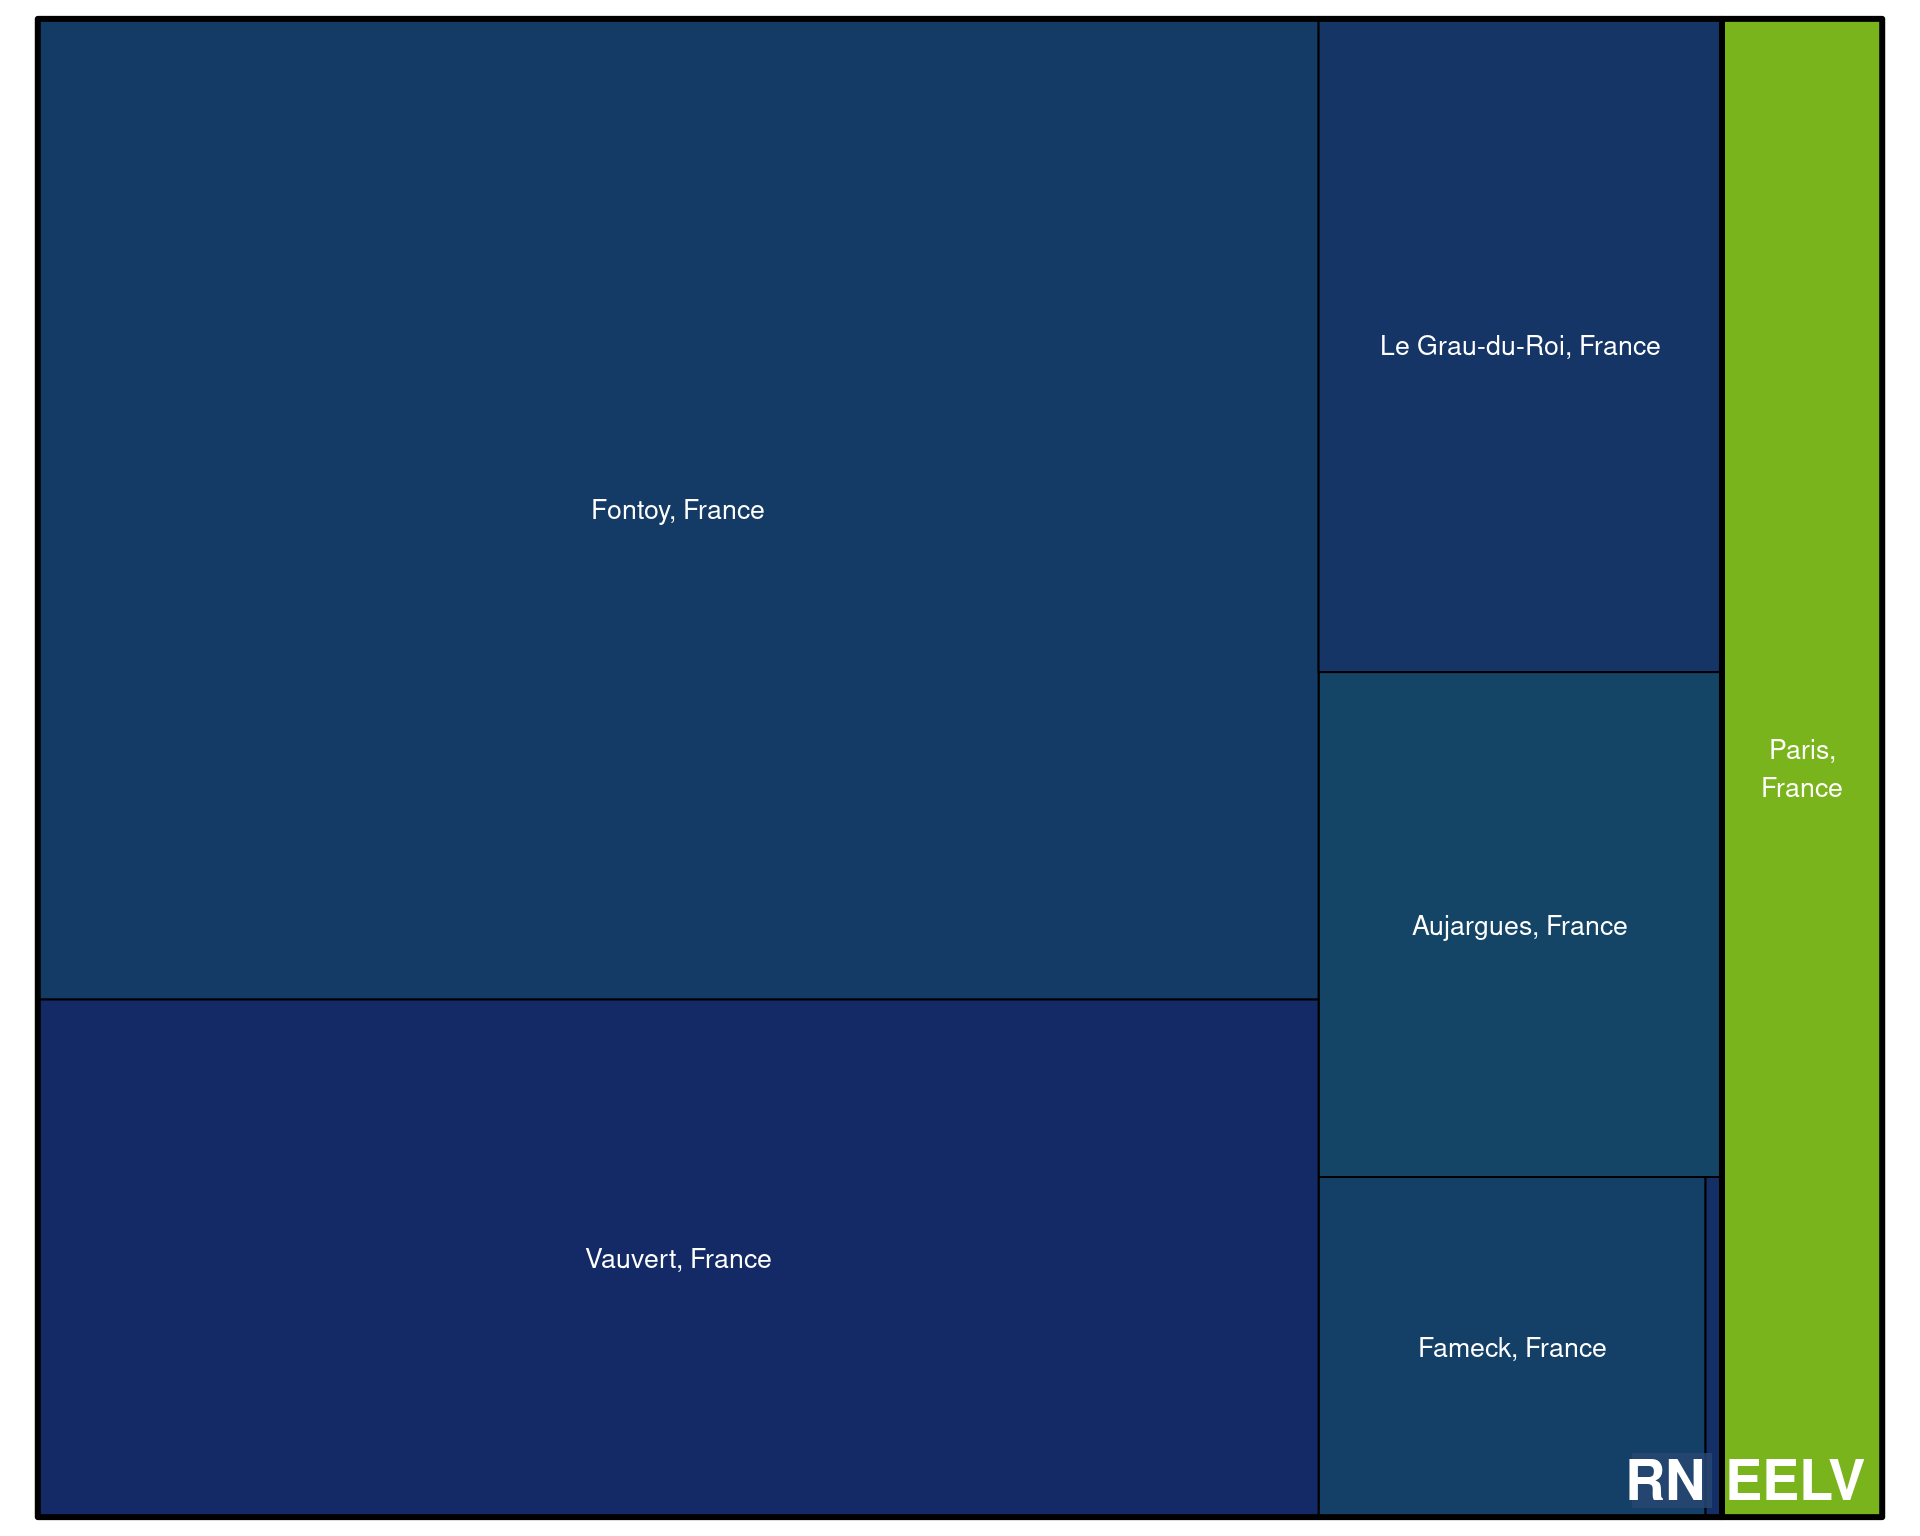 Fontoy, France
Le Grau-du-Roi, France
Paris,
France
Aujargues, France
Vauvert, France
Fameck, France
RN
EELV